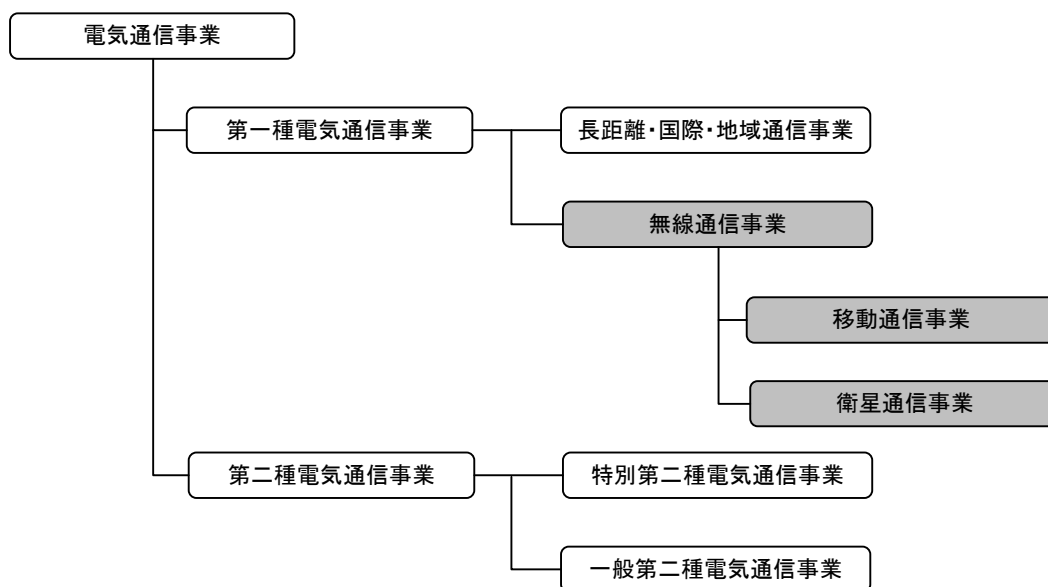 電気通信事業
第一種電気通信事業
長距離・国際・地域通信事業
無線通信事業
移動通信事業
衛星通信事業
第二種電気通信事業
特別第二種電気通信事業
一般第二種電気通信事業